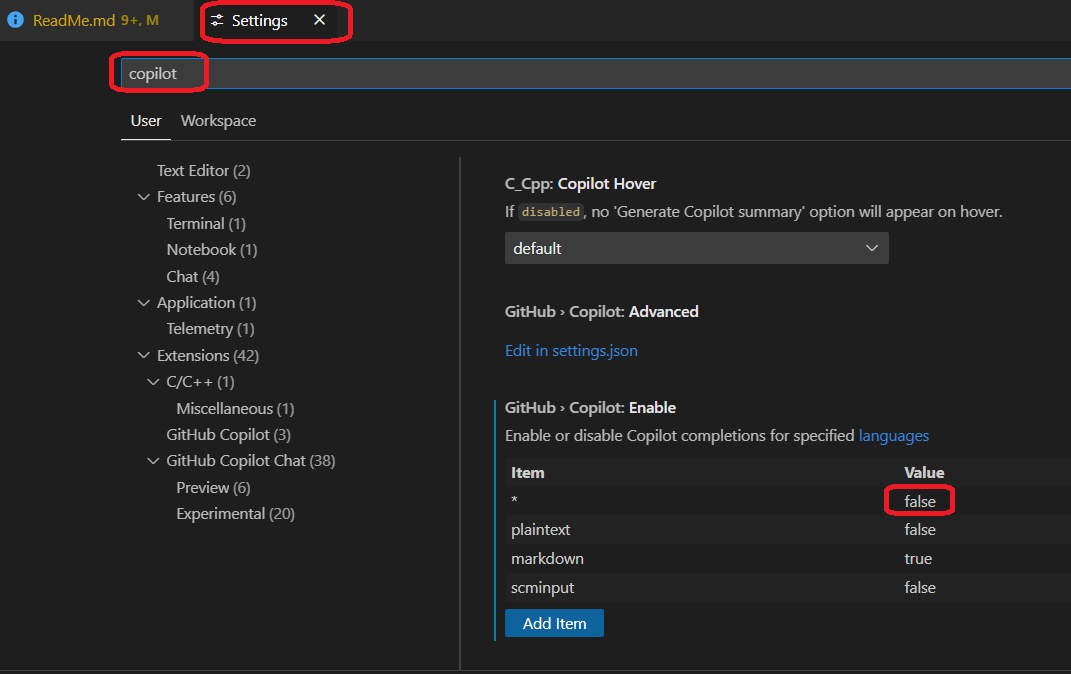 ReadMe.md 9+, M
Settings
copilot
User Workspace
Text Editor (2)
Features (6)
Terminal (1)
Notebook (1)
Chat (4)
Application (1)
Telemetry (1)
Extensions (42)
C/C++ (1)
Miscellaneous (1)
GitHub Copilot (3)
GitHub Copilot Chat (38)
Preview (6)
Experimental (20)
C_Cpp: Copilot Hover
If disabled, no 'Generate Copilot summary' option will appear on hover.
default
GitHub › Copilot: Advanced
Edit in settings.json
GitHub › Copilot: Enable
Enable or disable Copilot completions for specified languages
Item Value
* false
plaintext false
markdown true
scminput false
Add Item